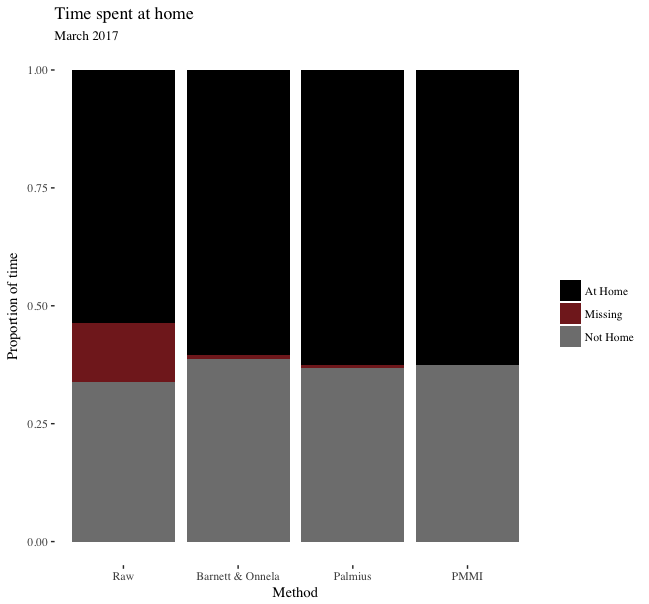 Time spent at home
March 2017
Proportion of time
1.00
0.75
0.50
0.25
0.00
Raw
Barnett & Onnela
Palmius
PMMI
Method
At Home
Missing
Not Home